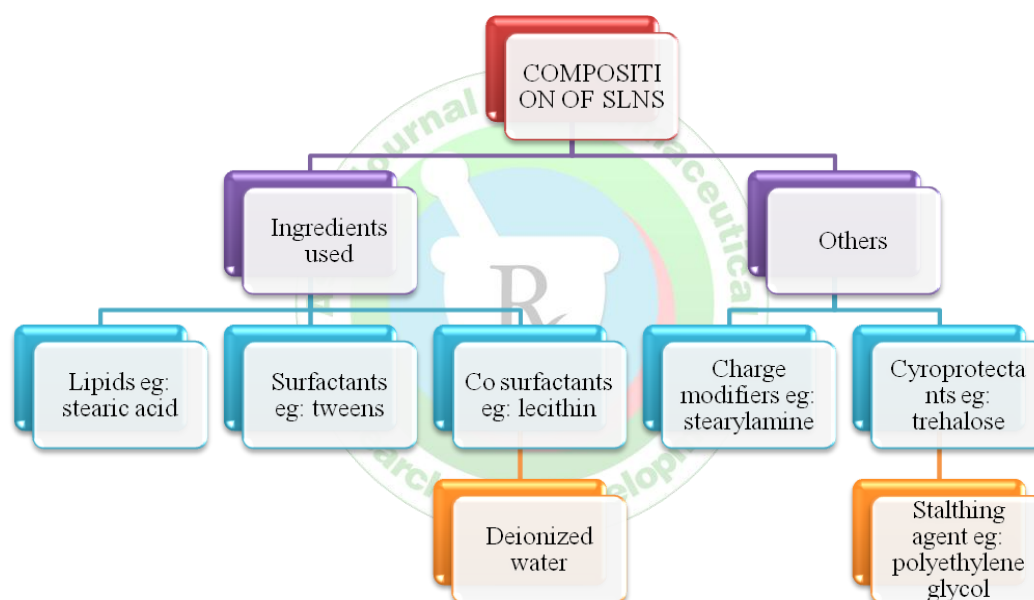 COMPOSITI
ON OF SLNS
Ingredients
used
Others
Lipids eg:
stearic acid
Surfactants
eg: tweens
Co surfactants
eg: lecithin
Charge
modifiers eg:
stearylamine
Cyroprotecta
nts eg:
trehalose
Deionized
water
Stalthing
agent eg:
polyethylene
glycol
R